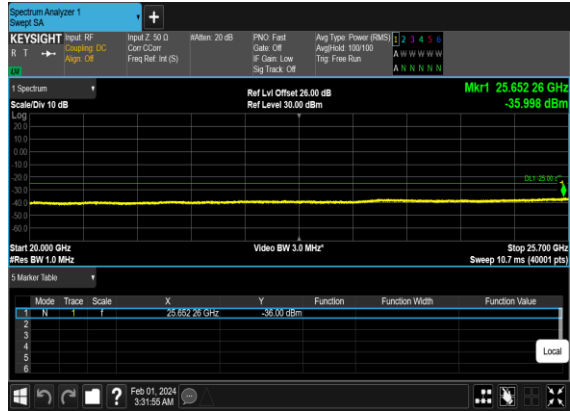 Spectrum Analyzer 1
Swept SA
+
KEYSIGHT Input: RF Input Z: 50 Ω #Atten: 20 dB PNO: Fast Avg Type: Power (RMS) 1 2 3 4 5 6
R T Coupling: DC Corr CCorr Gate: Off Avg|Hold: 100/100 A W W W W W
Align: Off Freq Ref: Int (S) IF Gain: Low Trig: Free Run
Sig Track: Off A N N N N N
1 Spectrum Ref Lvl Offset 26.00 dB Mkr1 25.652 26 GHz
Scale/Div 10 dB Ref Level 30.00 dBm -35.998 dBm
Log
20.0
10.0
0.00
-10.0
-20.0
DL1 -25.00
-30.0
-40.0
-50.0
-60.0
Start 20.000 GHz Video BW 3.0 MHz* Stop 25.700 GHz
#Res BW 1.0 MHz Sweep 10.7 ms (40001 pts)
5 Marker Table
Mode Trace Scale X Y Function Function Width Function Value
1 N 1 f 25.652 26 GHz -36.00 dBm
2
3
4
5
6
Local
? Feb 01, 2024
3:31:55 AM